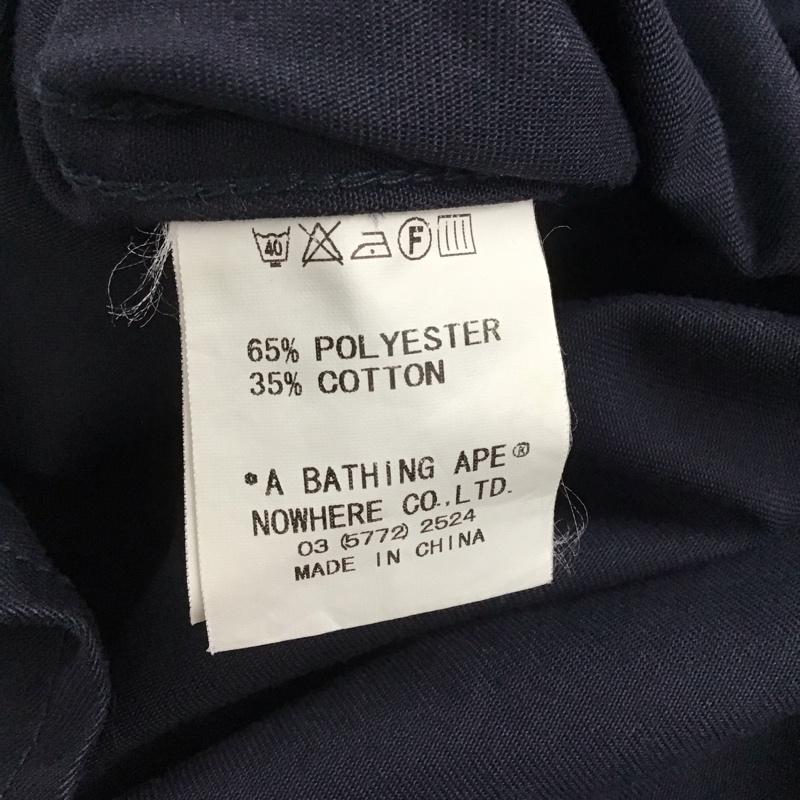 40 F
65% POLYESTER
35% COTTON
*A BATHiNG APE®
NOWHERE CO.,LTD.
03 (5772) 2524
MADE IN CHINA